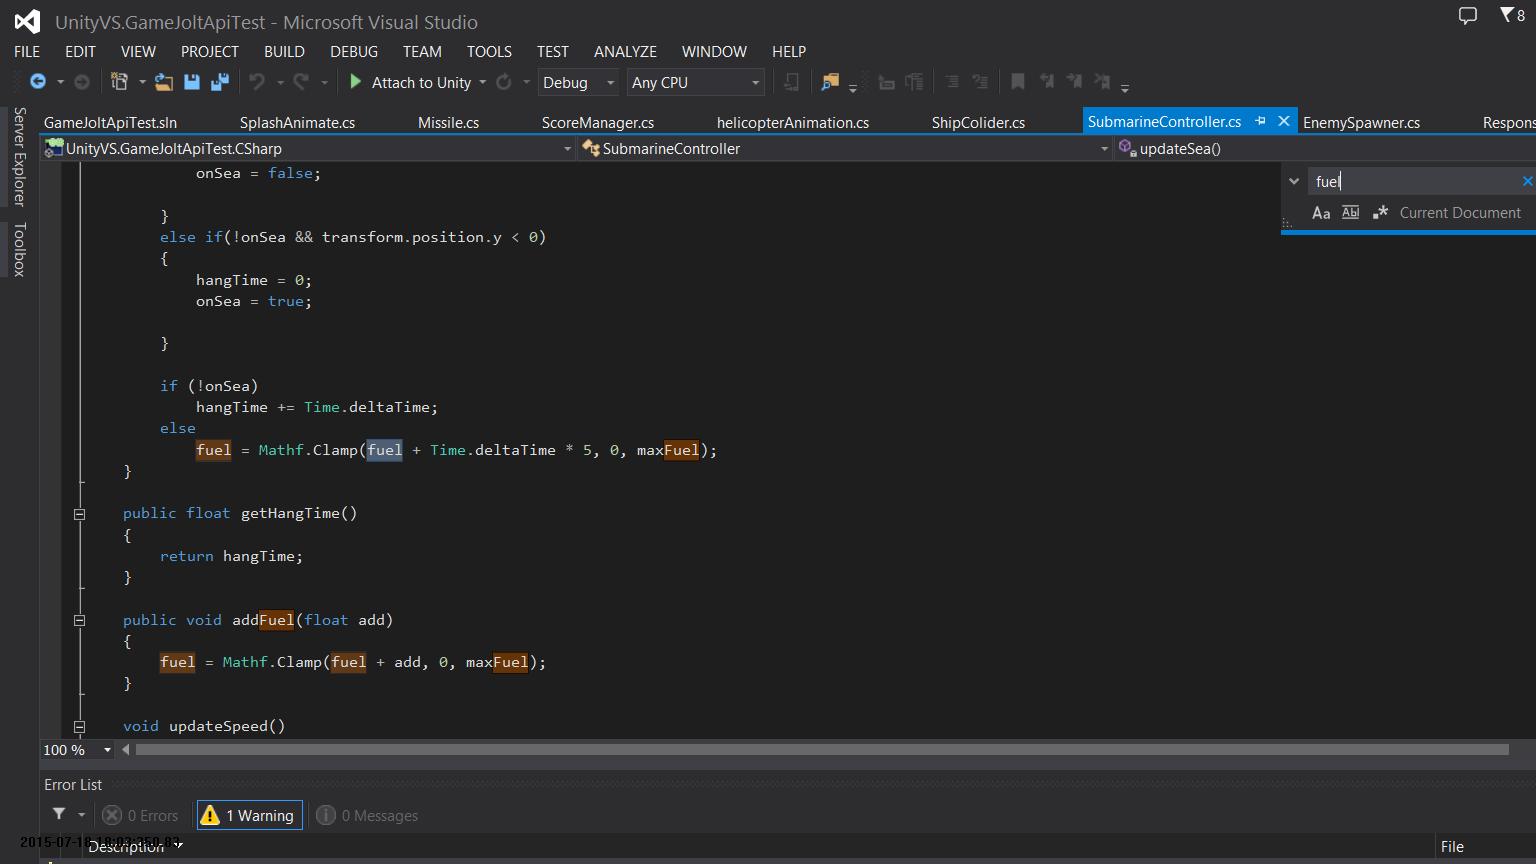 UnityVS.GameJoltApiTest - Microsoft Visual Studio
8
FILE EDIT VIEW PROJECT BUILD DEBUG TEAM TOOLS TEST ANALYZE WINDOW HELP
Attach to Unity Debug Any CPU
Server Explorer
Toolbox
GameJoltApiTest.sln SplashAnimate.cs Missile.cs ScoreManager.cs helicopterAnimation.cs ShipColider.cs SubmarineController.cs EnemySpawner.cs Respons
UnityVS.GameJoltApiTest.CSharp SubmarineController updateSea()
fuel
Aa Abl Current Document
onSea = false;
}
else if(!onSea && transform.position.y < 0)
{
hangTime = 0;
onSea = true;
}
if (!onSea)
hangTime += Time.deltaTime;
else
fuel = Mathf.Clamp(fuel + Time.deltaTime * 5, 0, maxFuel);
}
public float getHangTime()
{
return hangTime;
}
public void addFuel(float add)
{
fuel = Mathf.Clamp(fuel + add, 0, maxFuel);
}
void updateSpeed()
100 %
Error List
0 Errors 1 Warning 0 Messages
Description File